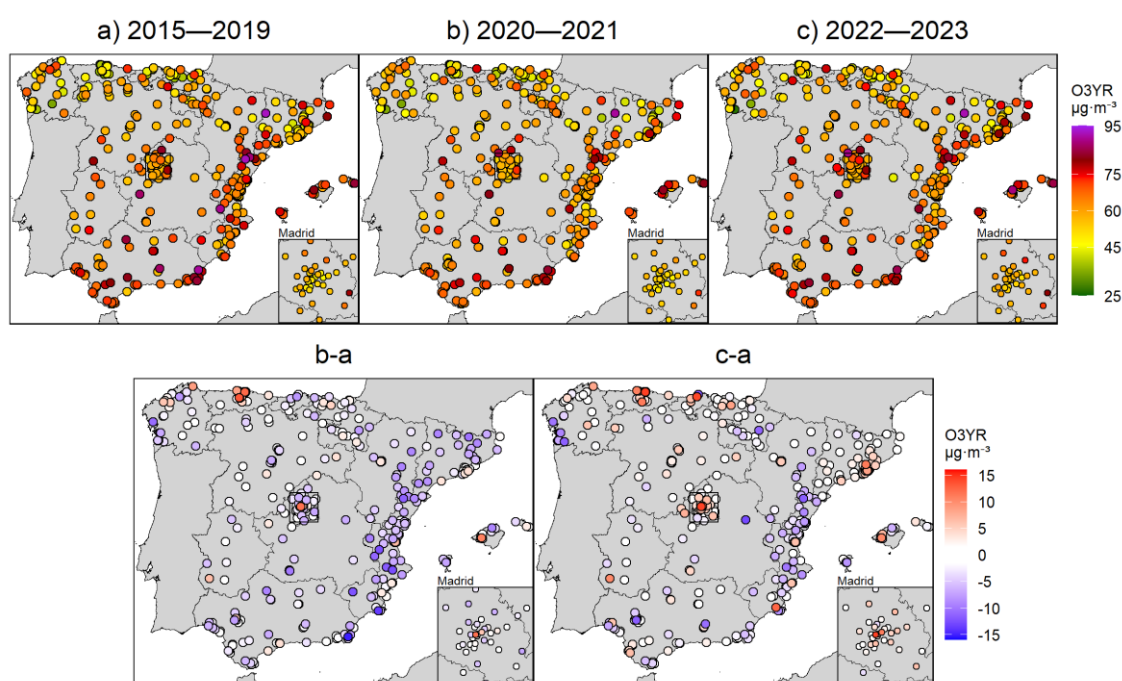 a) 2015—2019
b) 2020—2021
c) 2022—2023
Madrid
Madrid
Madrid
O3YR
µg·m⁻³
95
75
60
45
25
b-a
c-a
Madrid
Madrid
O3YR
µg·m⁻³
15
10
5
0
-5
-10
-15